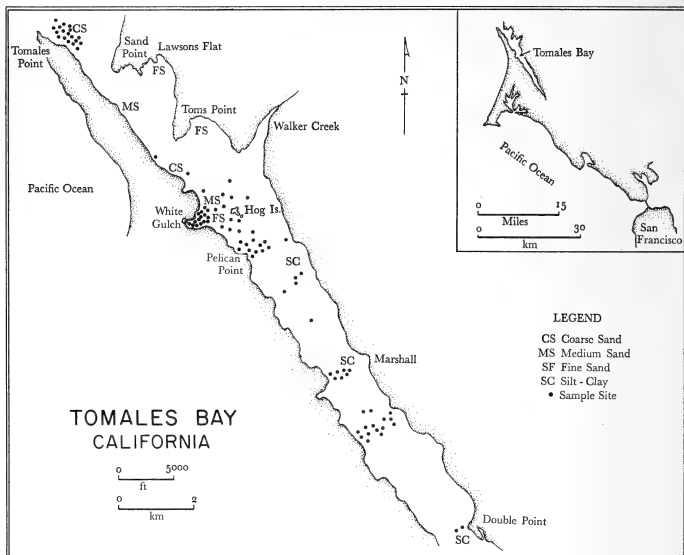 CS
Tomales
Point
Sand
Point
Lawsons Flat
FS
MS
Toms Point
FS
Walker Creek
N
CS
Pacific Ocean
MS
Hog Is.
White
Gulch
FS
Pelican
Point
SC
SC
Marshall
TOMALES BAY
CALIFORNIA
0 5000
ft
0 2
km
Double Point
SC
Tomales Bay
Pacific Ocean
0 15
Miles
0 30
km
San
Francisco
LEGEND
CS Coarse Sand
MS Medium Sand
SF Fine Sand
SC Silt - Clay
• Sample Site